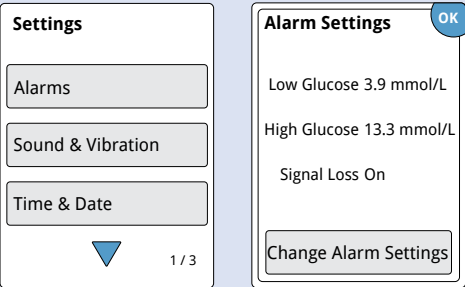 Settings
Alarms
Sound & Vibration
Time & Date
1 / 3
Alarm Settings
OK
Low Glucose 3.9 mmol/L
High Glucose 13.3 mmol/L
Signal Loss On
Change Alarm Settings